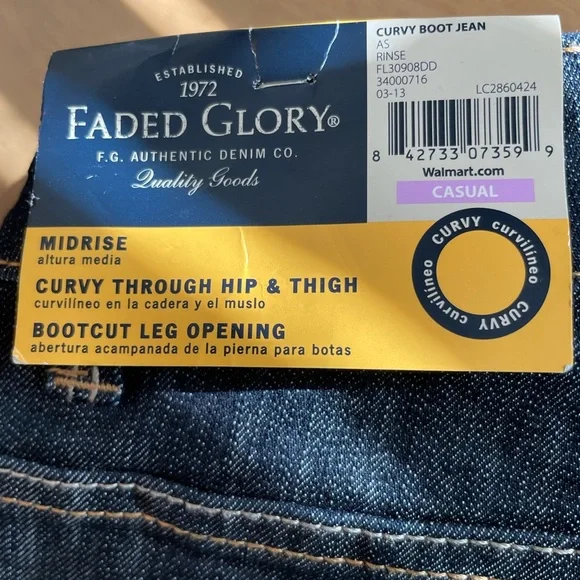 ESTABLISHED
1972
FADED GLORY®
F.G. AUTHENTIC DENIM CO.
Quality Goods
CURVY BOOT JEAN
AS
RINSE
FL30908DD
34000716
03-13 LC2860424
8 42733 07359 9
Walmart.com
CASUAL
MIDRISE
altura media
CURVY THROUGH HIP & THIGH
curvilíneo en la cadera y el muslo
BOOTCUT LEG OPENING
abertura acampanada de la pierna para botas
CURVY curvilíneo CURVY curvilíneo